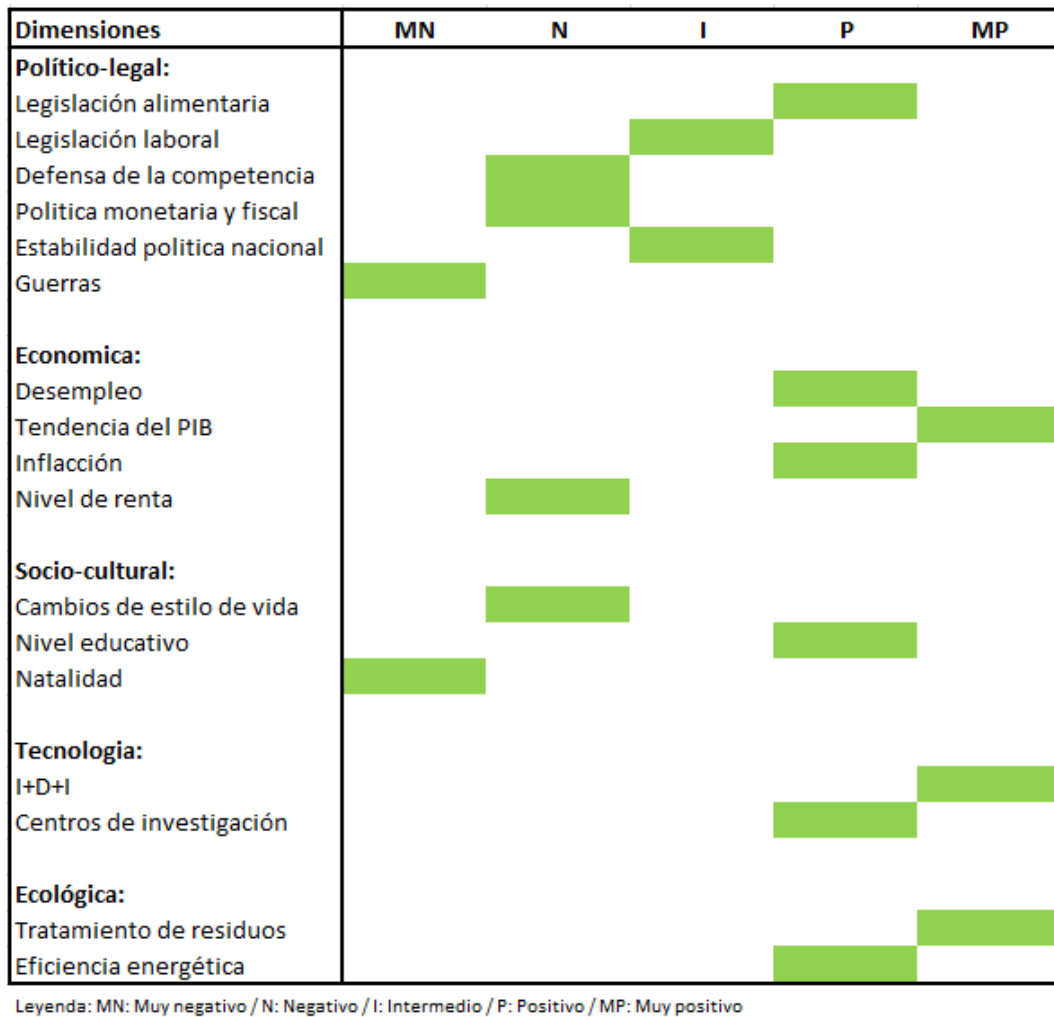 Dimensiones MN N I P MP
Político-legal:
Legislación alimentaria
Legislación laboral
Defensa de la competencia
Politica monetaria y fiscal
Estabilidad politica nacional
Guerras
Economica:
Desempleo
Tendencia del PIB
Inflacción
Nivel de renta
Socio-cultural:
Cambios de estilo de vida
Nivel educativo
Natalidad
Tecnologia:
I+D+I
Centros de investigación
Ecológica:
Tratamiento de residuos
Eficiencia energética
Leyenda: MN: Muy negativo / N: Negativo / I: Intermedio / P: Positivo / MP: Muy positivo